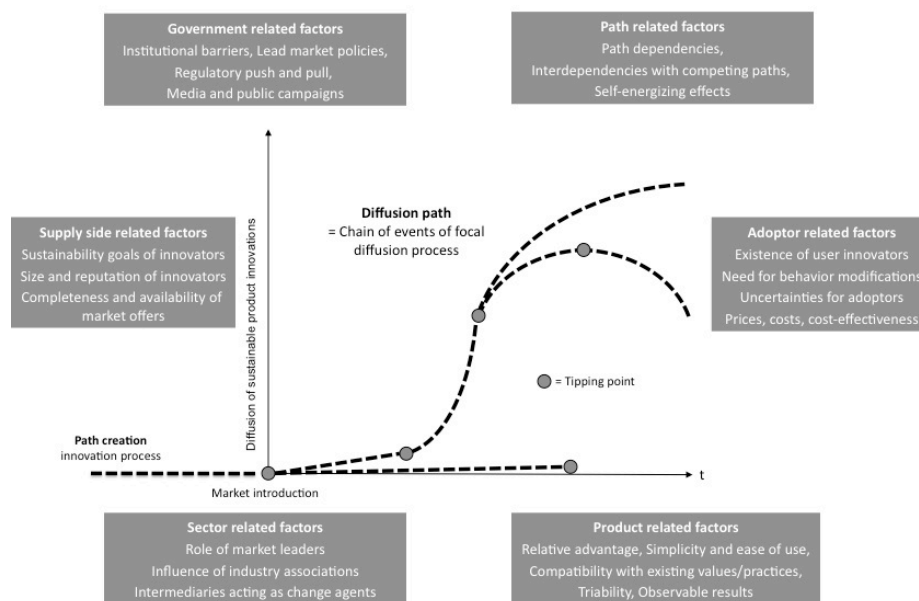 Government related factors
Institutional barriers, Lead market policies,
Regulatory push and pull,
Media and public campaigns
Path related factors
Path dependencies,
Interdependencies with competing paths,
Self-energizing effects
Supply side related factors
Sustainability goals of innovators
Size and reputation of innovators
Completeness and availability of
market offers
Diffusion of sustainable product innovations
Diffusion path
= Chain of events of focal
diffusion process
Adoptor related factors
Existence of user innovators
Need for behavior modifications
Uncertainties for adoptors
Prices, costs, cost-effectiveness
= Tipping point
Path creation
innovation process
Market introduction
t
Sector related factors
Role of market leaders
Influence of industry associations
Intermediaries acting as change agents
Product related factors
Relative advantage, Simplicity and ease of use,
Compatibility with existing values/practices,
Triability, Observable results